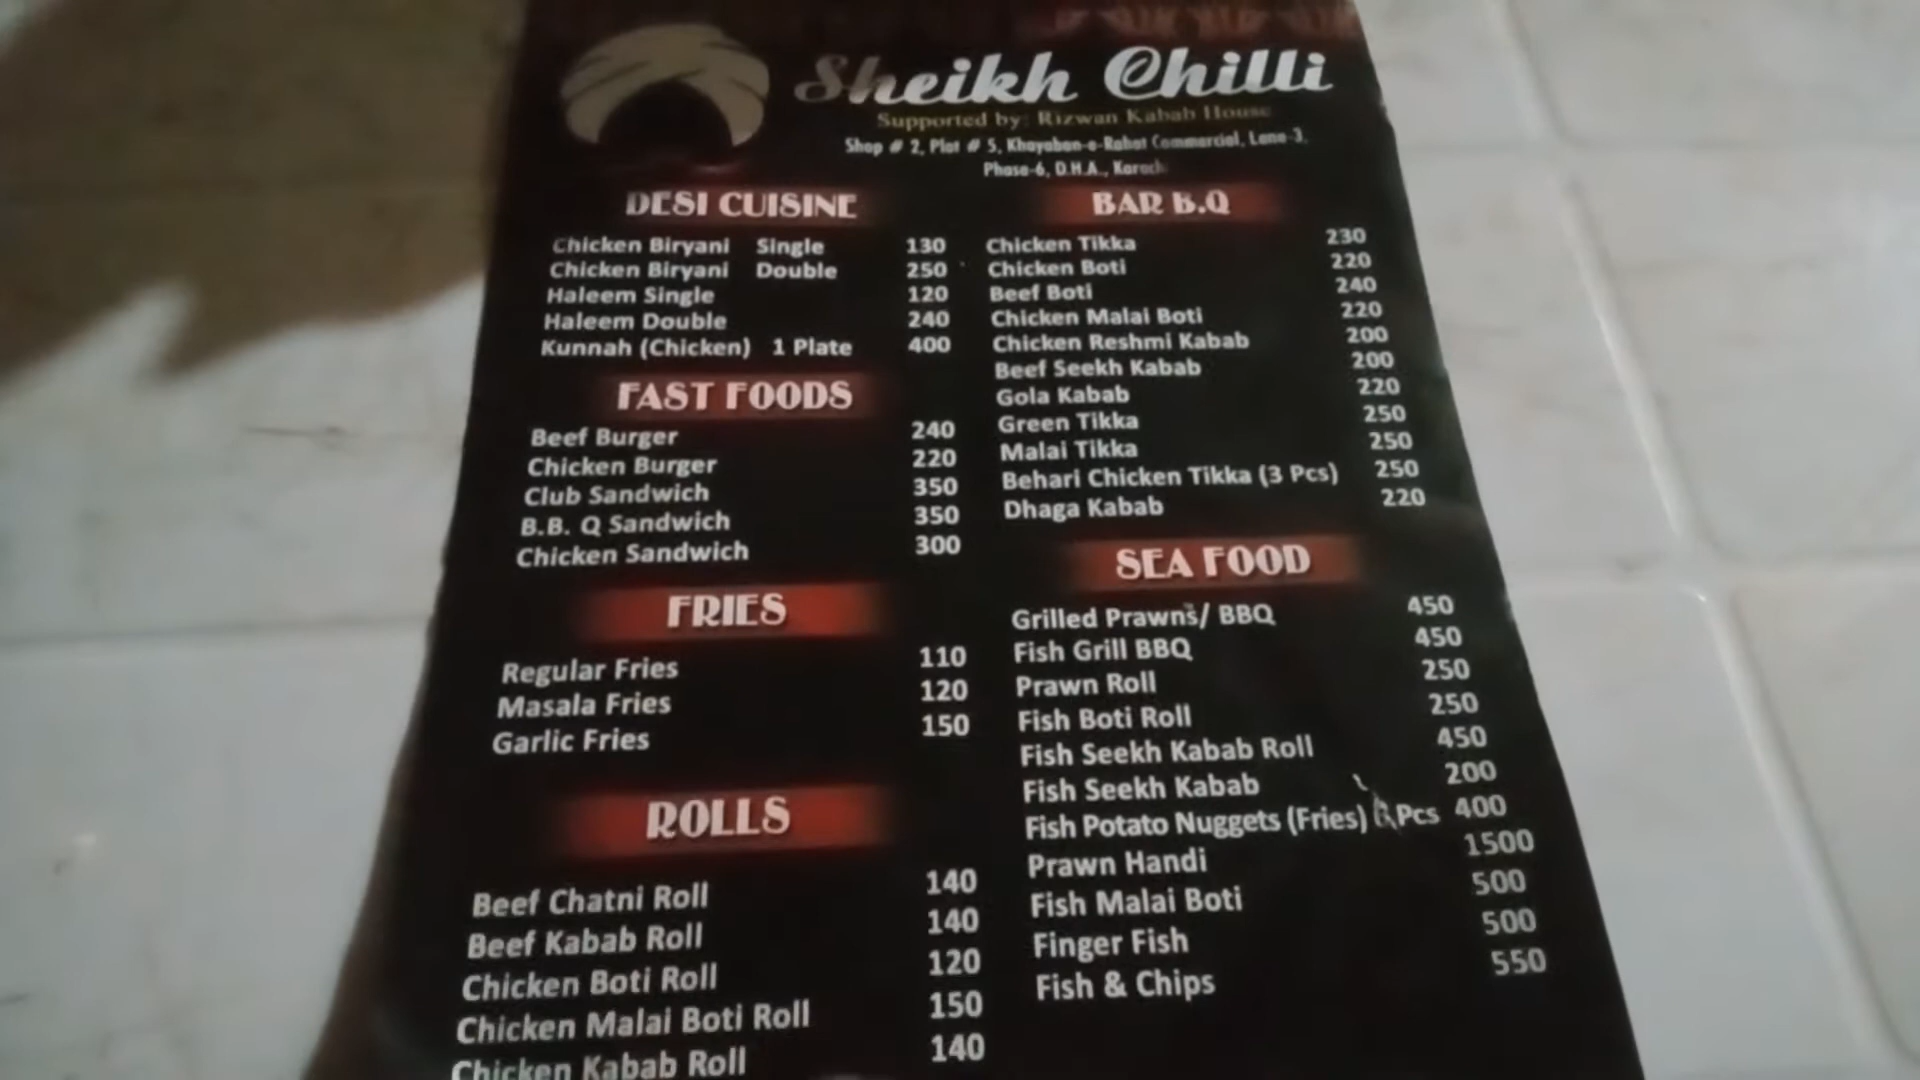 Sheikh Chilli
Supported by: Rizwan Kabab House
Shop # 2, Plot # 5, Khayaban-e-Rahat Commercial, Lane-3,
Phase-6, D.H.A., Karachi
DESI CUISINE
Chicken Biryani Single 130
Chicken Biryani Double 250
Haleem Single 120
Haleem Double 240
Kunnah (Chicken) 1 Plate 400
FAST FOODS
Beef Burger 240
Chicken Burger 220
Club Sandwich 350
B.B. Q Sandwich 350
Chicken Sandwich 300
FRIES
Regular Fries 110
Masala Fries 120
Garlic Fries 150
ROLLS
Beef Chatni Roll 140
Beef Kabab Roll 140
Chicken Boti Roll 120
Chicken Malai Boti Roll 150
Chicken Kabab Roll 140
BAR B.Q
Chicken Tikka 230
Chicken Boti 220
Beef Boti 240
Chicken Malai Boti 220
Chicken Reshmi Kabab 200
Beef Seekh Kabab 200
Gola Kabab 220
Green Tikka 250
Malai Tikka 250
Behari Chicken Tikka (3 Pcs) 250
Dhaga Kabab 220
SEA FOOD
Grilled Prawns/ BBQ 450
Fish Grill BBQ 450
Prawn Roll 250
Fish Boti Roll 250
Fish Seekh Kabab Roll 450
Fish Seekh Kabab 200
Fish Potato Nuggets (Fries) Pcs 400
Prawn Handi 1500
Fish Malai Boti 500
Finger Fish 500
Fish & Chips 550